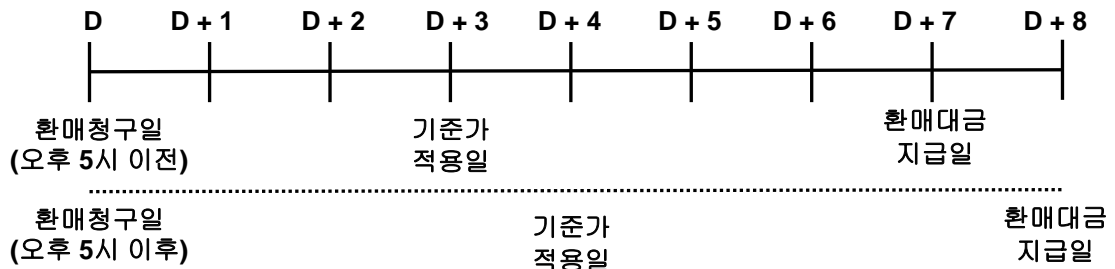 D D + 1 D + 2 D + 3 D + 4 D + 5 D + 6 D + 7 D + 8
환매청구일
(오후 5시 이전)
기준가
적용일
환매대금
지급일
환매청구일
(오후 5시 이후)
기준가
적용일
환매대금
지급일